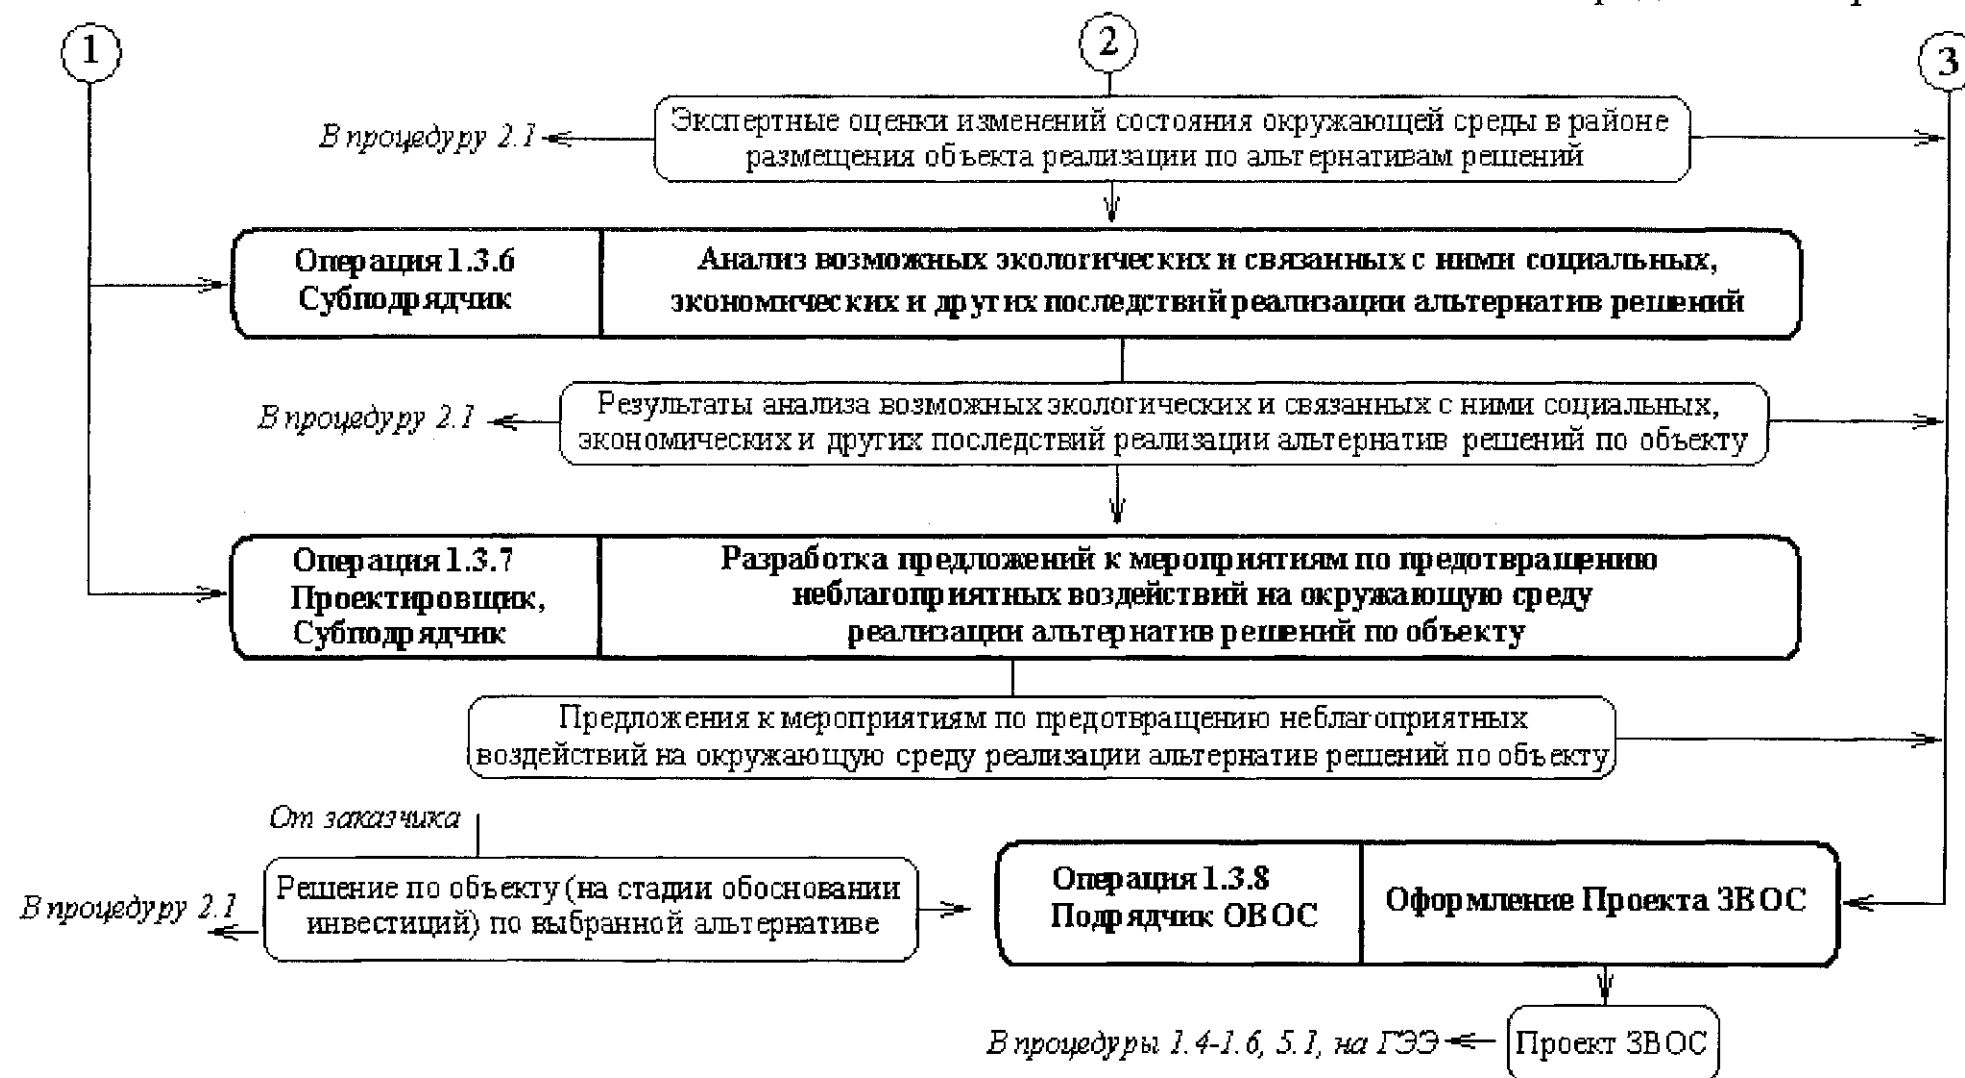 1
2
3
Экспертные оценки изменений состояния окружающей среды в районе
размещения объекта реализации по альтернативам решений
В процедуру 2.1
Операция 1.3.6
Субподрядчик
Анализ возможных экологических и связанных с ними социальных,
экономических и других последствий реализации альтернатив решений
Результаты анализа возможных экологических и связанных с ними социальных,
экономических и других последствий реализации альтернатив решений по объекту
В процедуру 2.1
Операция 1.3.7
Проектировщик,
Субподрядчик
Разработка предложений к мероприятиям по предотвращению
неблагоприятных воздействий на окружающую среду
реализации альтернатив решений по объекту
Предложения к мероприятиям по предотвращению неблагоприятных
воздействий на окружающую среду реализации альтернатив решений по объекту
От заказчика
В процедуру 2.1
Решение по объекту (на стадии обосновании
инвестиций) по выбранной альтернативе
Операция 1.3.8
Подрядчик ОВОС
Оформление Проекта ЗВОС
В процедуры 1.4-1.6, 5.1, на ГЭЭ
Проект ЗВОС